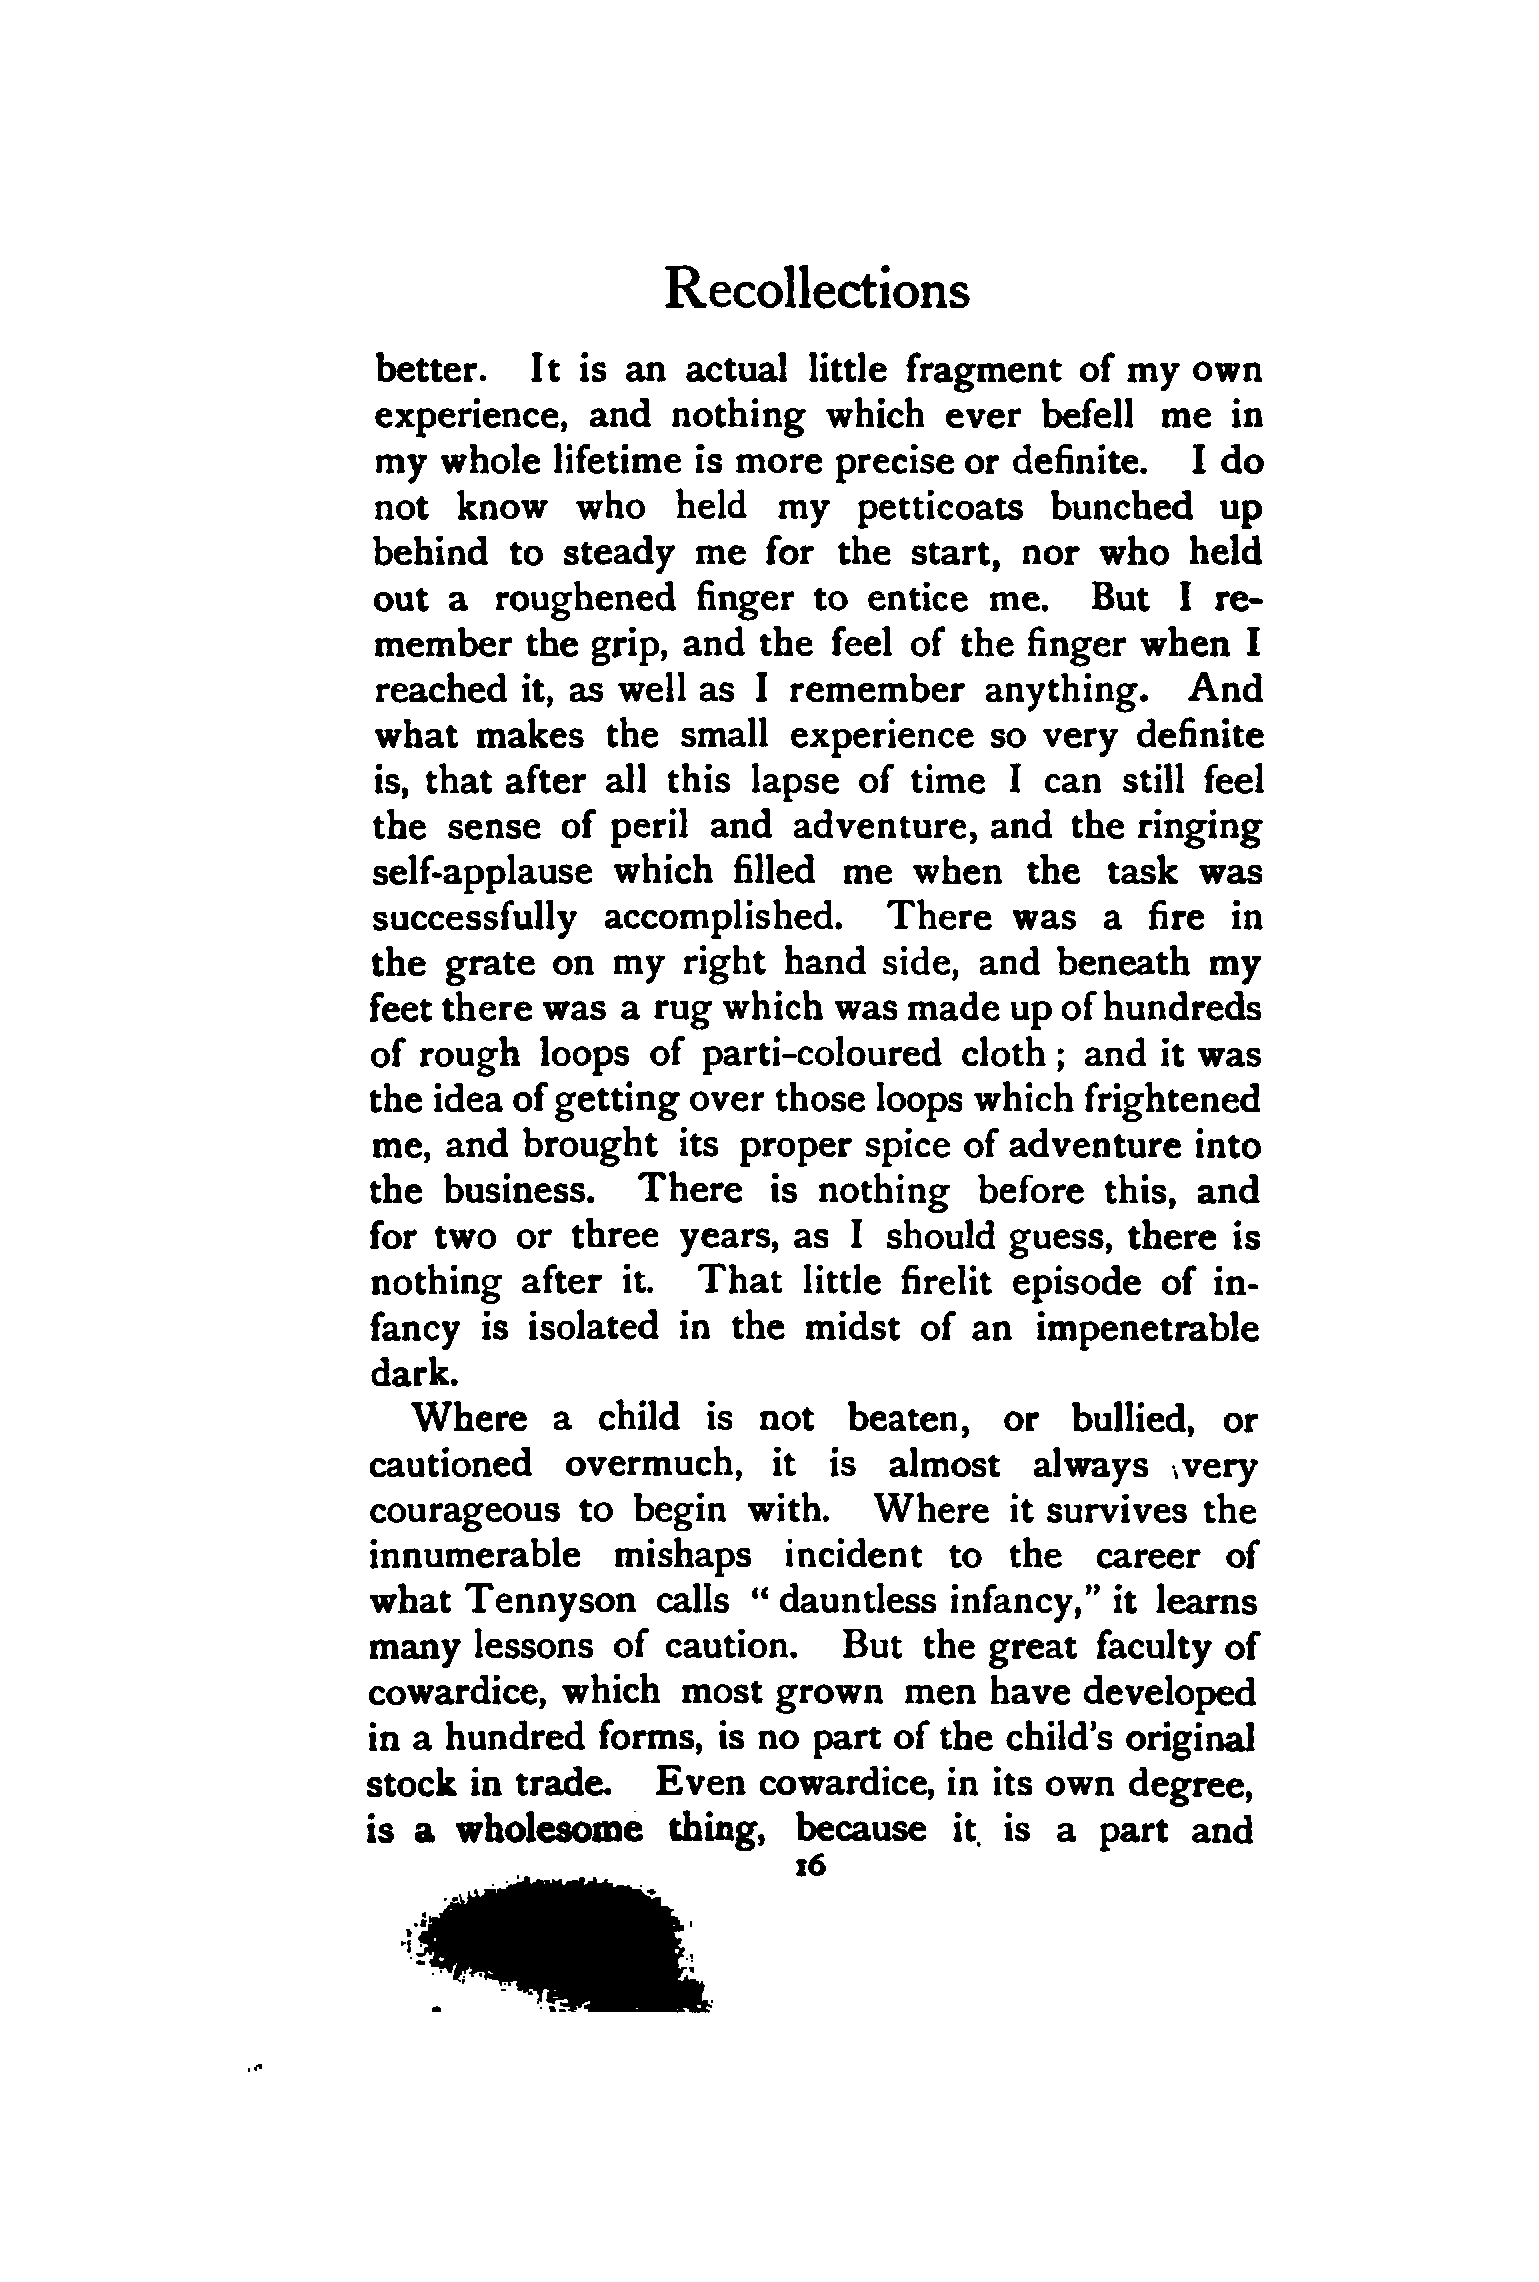 Recollections
better. It is an actual little fragment of my own
experience, and nothing which ever befell me in
my whole lifetime is more precise or definite. I do
not know who held my petticoats bunched up
behind to steady me for the start, nor who held
out a roughened finger to entice me. But I re-
member the grip, and the feel of the finger when I
reached it, as well as I remember anything. And
what makes the small experience so very definite
is, that after all this lapse of time I can still feel
the sense of peril and adventure, and the ringing
self-applause which filled me when the task was
successfully accomplished. There was a fire in
the grate on my right hand side, and beneath my
feet there was a rug which was made up of hundreds
of rough loops of parti-coloured cloth ; and it was
the idea of getting over those loops which frightened
me, and brought its proper spice of adventure into
the business. There is nothing before this, and
for two or three years, as I should guess, there is
nothing after it. That little firelit episode of in-
fancy is isolated in the midst of an impenetrable
dark.
Where a child is not beaten, or bullied, or
cautioned overmuch, it is almost always very
courageous to begin with. Where it survives the
innumerable mishaps incident to the career of
what Tennyson calls “ dauntless infancy,” it learns
many lessons of caution. But the great faculty of
cowardice, which most grown men have developed
in a hundred forms, is no part of the child's original
stock in trade. Even cowardice, in its own degree,
is a wholesome thing, because it is a part and
16